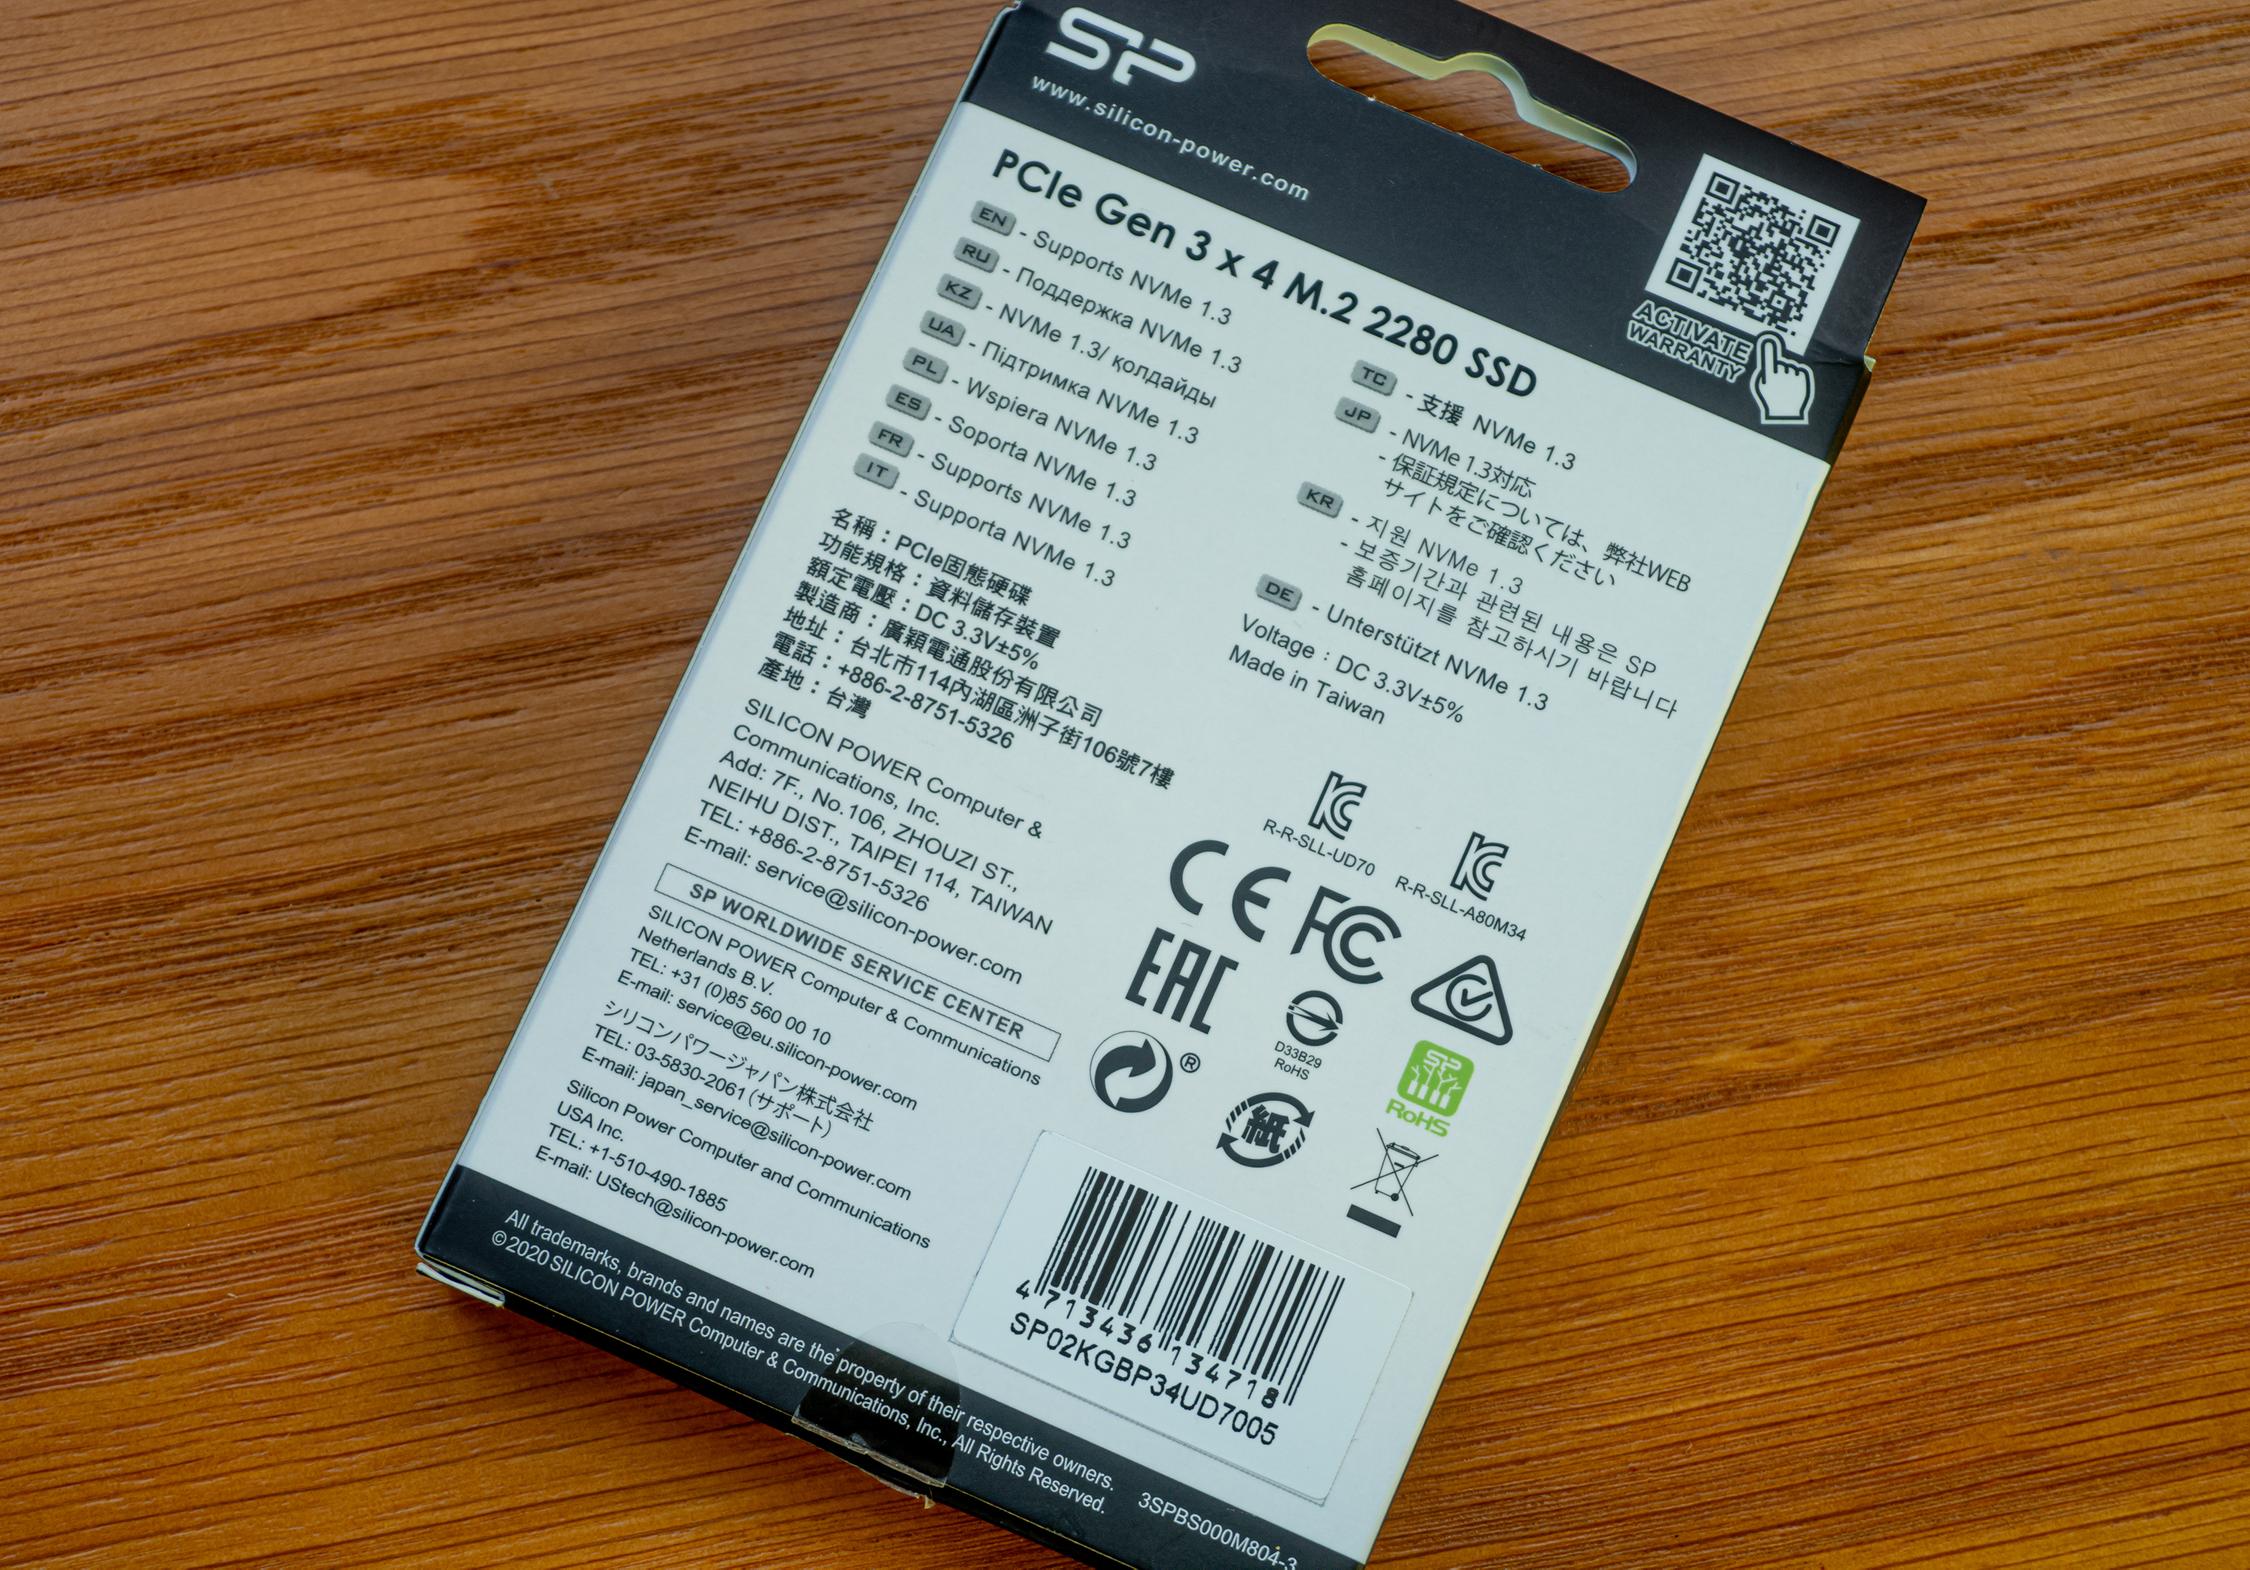 SP
www.silicon-power.com
ACTIVATE
WARRANTY
PCIe Gen 3 x 4 M.2 2280 SSD
EN - Supports NVMe 1.3
RU - Поддержка NVMe 1.3
KZ - NVMe 1.3/ қолдайды
UA - Підтримка NVMe 1.3
PL - Wspiera NVMe 1.3
ES - Soporta NVMe 1.3
FR - Supports NVMe 1.3
IT - Supporta NVMe 1.3
TC - 支援 NVMe 1.3
JP - NVMe 1.3対応
- 保証規定については、弊社WEB
サイトをご確認ください
KR - 지원 NVMe 1.3
- 보증기간과 관련된 내용은 SP
홈페이지를 참고하시기 바랍니다
DE - Unterstützt NVMe 1.3
Voltage : DC 3.3V±5%
Made in Taiwan
名稱：PCIe固態硬碟
功能規格：資料儲存裝置
額定電壓：DC 3.3V±5%
製造商：廣穎電通股份有限公司
地址：台北市114內湖區洲子街106號7樓
電話：+886-2-8751-5326
產地：台灣
SILICON POWER Computer &
Communications, Inc.
Add: 7F., No.106, ZHOUZI ST.,
NEIHU DIST., TAIPEI 114, TAIWAN
TEL: +886-2-8751-5326
E-mail: service@silicon-power.com
SP WORLDWIDE SERVICE CENTER
SILICON POWER Computer & Communications
Netherlands B.V.
TEL: +31 (0)85 560 00 10
E-mail: service@eu.silicon-power.com
シリコンパワージャパン株式会社
TEL: 03-5830-2061 (サポート)
E-mail: japan_service@silicon-power.com
Silicon Power Computer and Communications
USA Inc.
TEL: +1-510-490-1885
E-mail: UStech@silicon-power.com
R-R-SLL-UD70
R-R-SLL-A80M34
CE
FC
EAC
D33B29
RoHS
®
SP
RoHS
紙
4 713436 134718
SP02KGBP34UD7005
All trademarks, brands and names are the property of their respective owners.
©2020 SILICON POWER Computer & Communications, Inc., All Rights Reserved.
3SPBS000M804-3